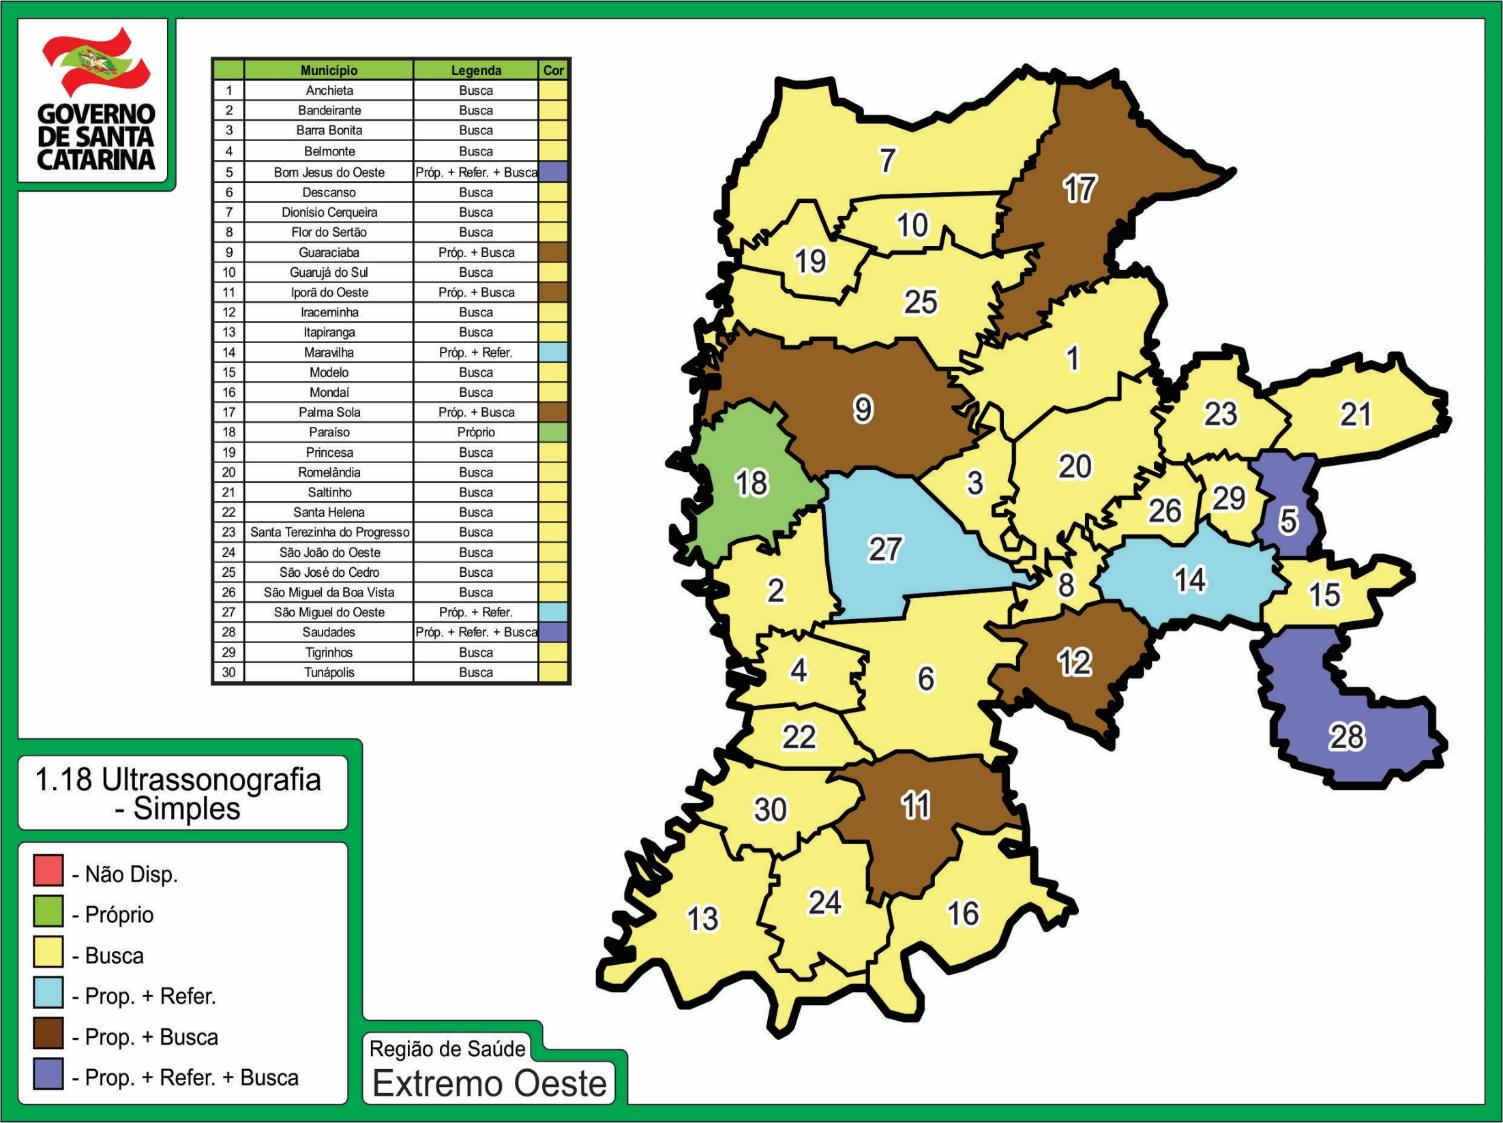 GOVERNO
DE SANTA
CATARINA
Município Legenda Cor
1 Anchieta Busca
2 Bandeirante Busca
3 Barra Bonita Busca
4 Belmonte Busca
5 Bom Jesus do Oeste Próp. + Refer. + Busca
6 Descanso Busca
7 Dionísio Cerqueira Busca
8 Flor do Sertão Busca
9 Guaraciaba Próp. + Busca
10 Guarujá do Sul Busca
11 Iporã do Oeste Próp. + Busca
12 Iraceminha Busca
13 Itapiranga Busca
14 Maravilha Próp. + Refer.
15 Modelo Busca
16 Mondaí Busca
17 Palma Sola Próp. + Busca
18 Paraíso Próprio
19 Princesa Busca
20 Romelândia Busca
21 Saltinho Busca
22 Santa Helena Busca
23 Santa Terezinha do Progresso Busca
24 São João do Oeste Busca
25 São José do Cedro Busca
26 São Miguel da Boa Vista Busca
27 São Miguel do Oeste Próp. + Refer.
28 Saudades Próp. + Refer. + Busca
29 Tigrinhos Busca
30 Tunápolis Busca
7
17
10
19
25
1
9
23
21
18
3
20
26
29
5
27
2
8
14
15
4
6
12
22
28
30
11
13
24
16
1.18 Ultrassonografia
- Simples
- Não Disp.
- Próprio
- Busca
- Prop. + Refer.
- Prop. + Busca
- Prop. + Refer. + Busca
Região de Saúde
Extremo Oeste